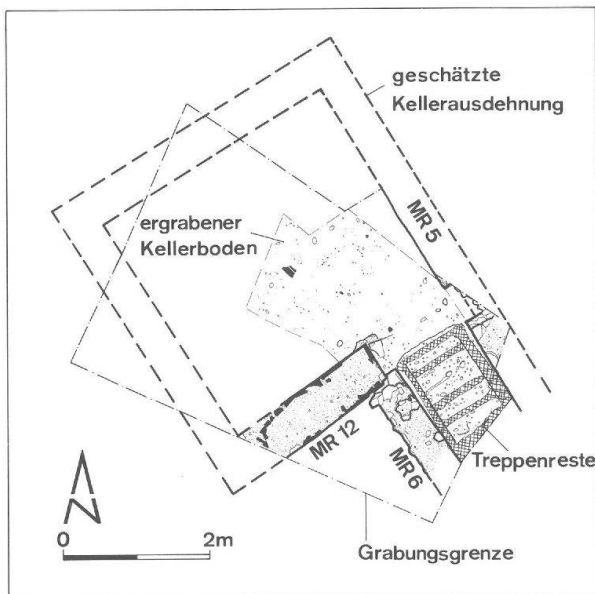 geschätzte
Kellerausdehnung
MR 5
ergrabener
Kellerboden
MR 12
MR 6
Treppenreste
N
0 2m
Grabungsgrenze